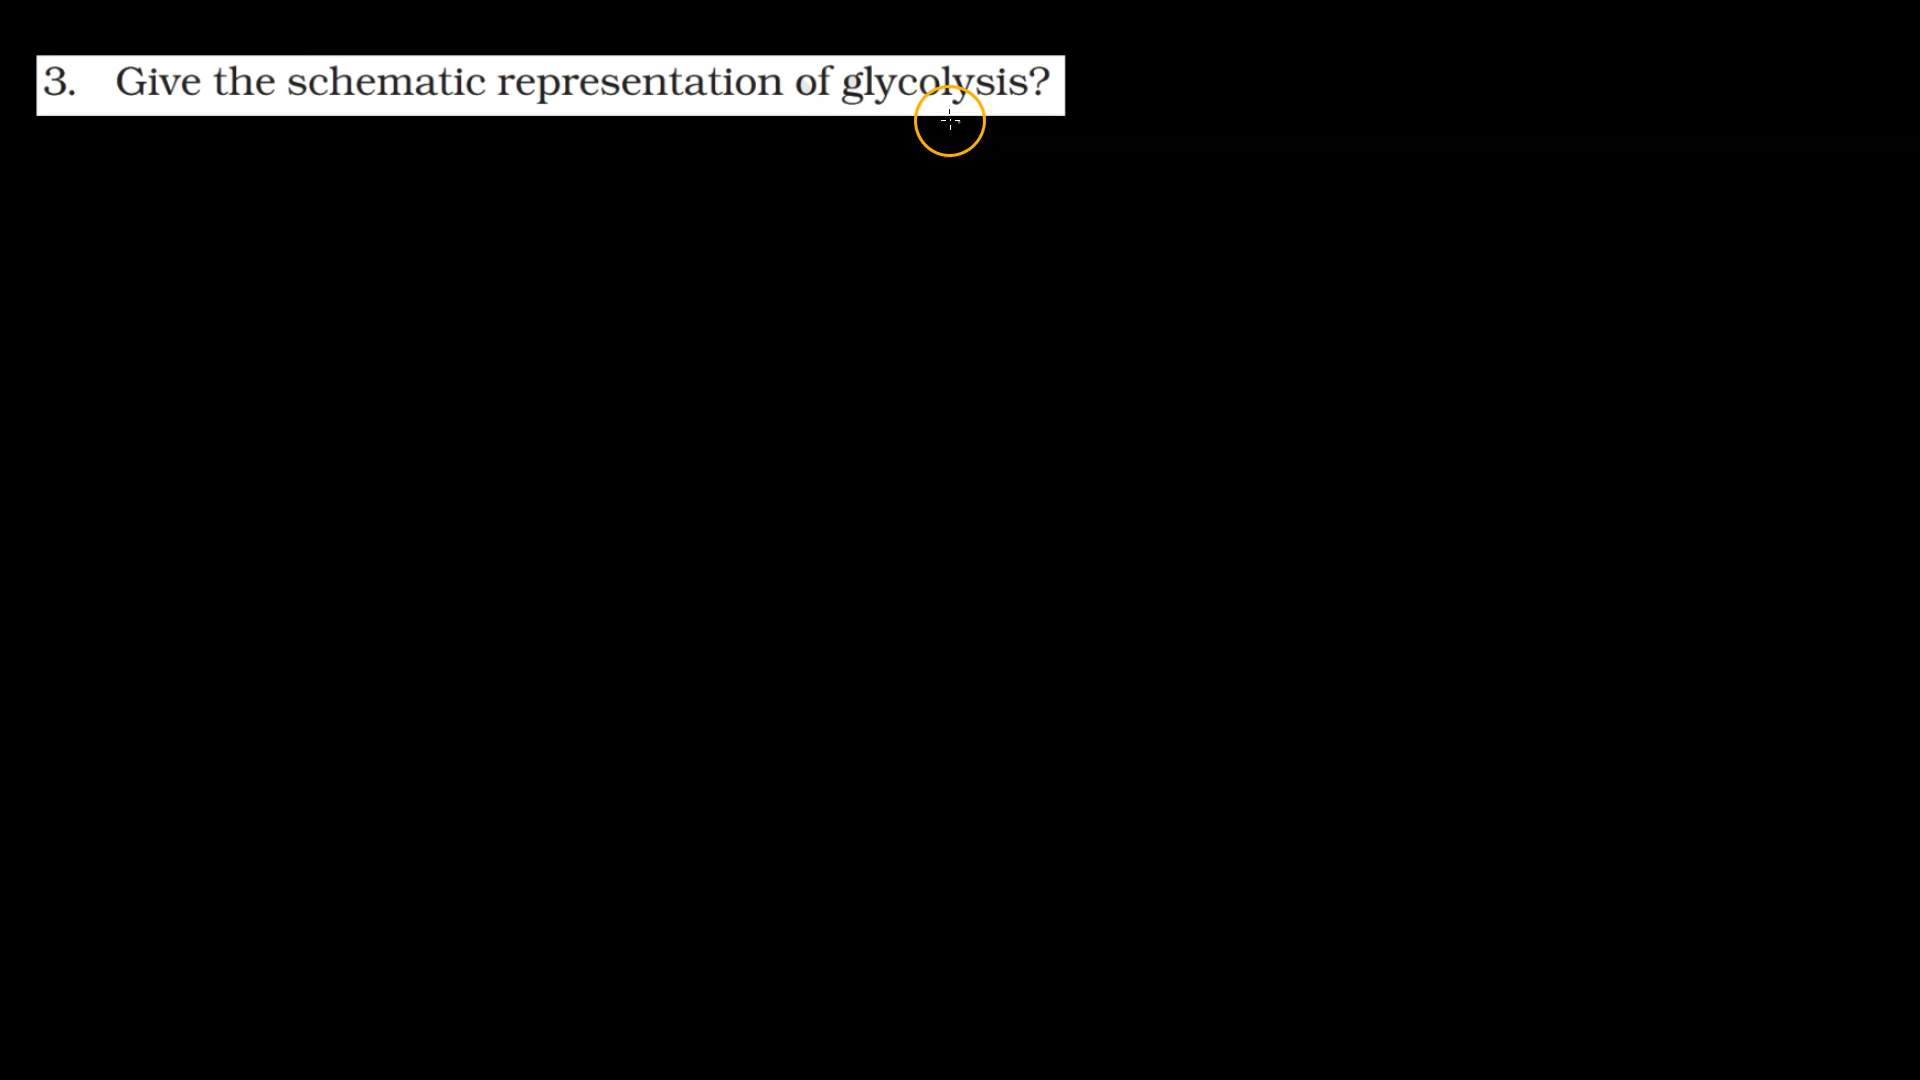 3. Give the schematic representation of glycolysis?